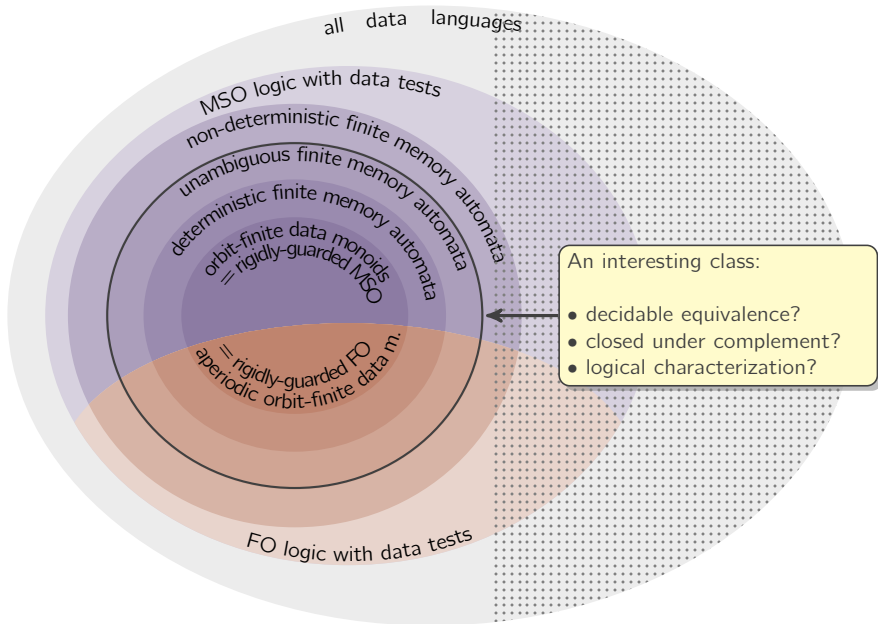 all data languages
MSO logic with data tests
non-deterministic finite memory automata
unambiguous finite memory automata
deterministic finite memory automata
orbit-finite data monoids
= rigidly-guarded MSO
An interesting class:
• decidable equivalence?
• closed under complement?
• logical characterization?
= rigidly-guarded FO
aperiodic orbit-finite data m.
FO logic with data tests